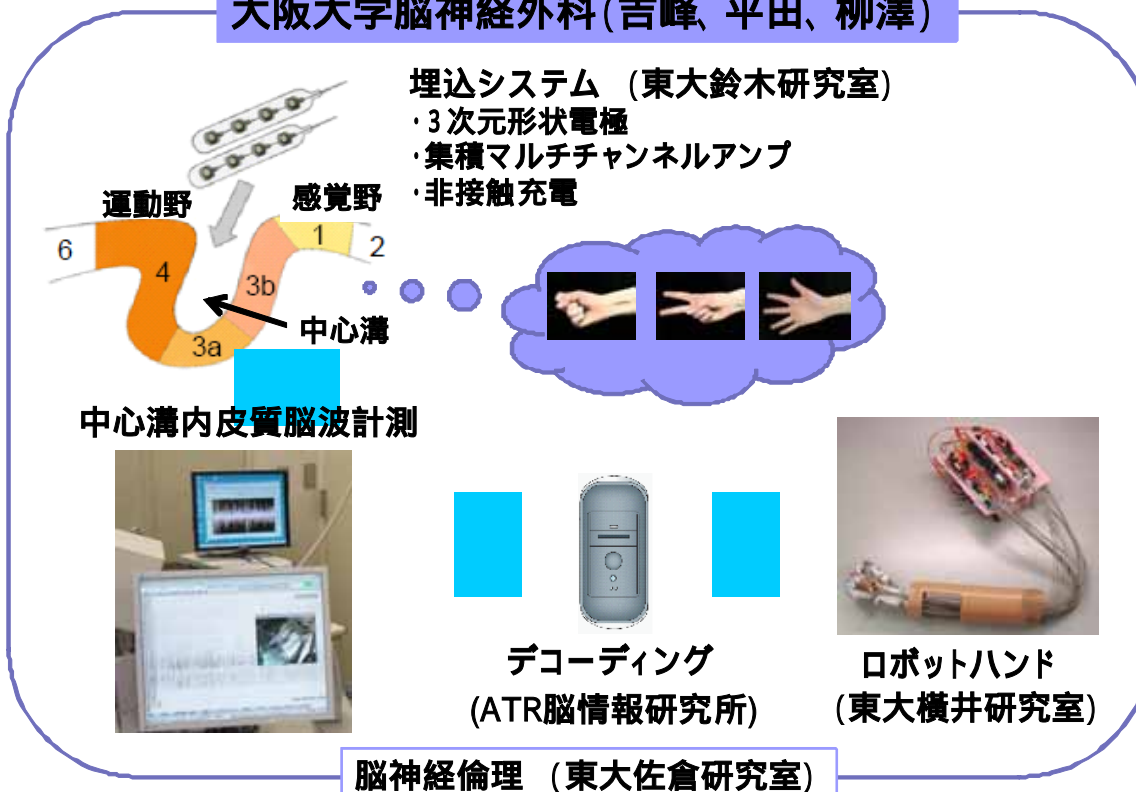 大阪大学脳神経外科(吉峰、平田、柳澤)
埋込システム (東大鈴木研究室)
・3次元形状電極
・集積マルチチャンネルアンプ
・非接触充電
運動野
感覚野
6
4
3a
3b
1
2
中心溝
中心溝内皮質脳波計測
デコーディング
(ATR脳情報研究所)
ロボットハンド
(東大横井研究室)
脳神経倫理 (東大佐倉研究室)